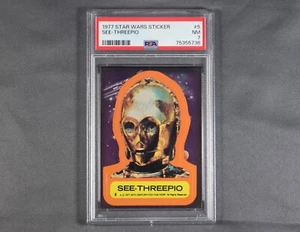 1977 STAR WARS STICKER #5
SEE-THREEPIO NM
PSA 7
75355736
SEE-THREEPIO